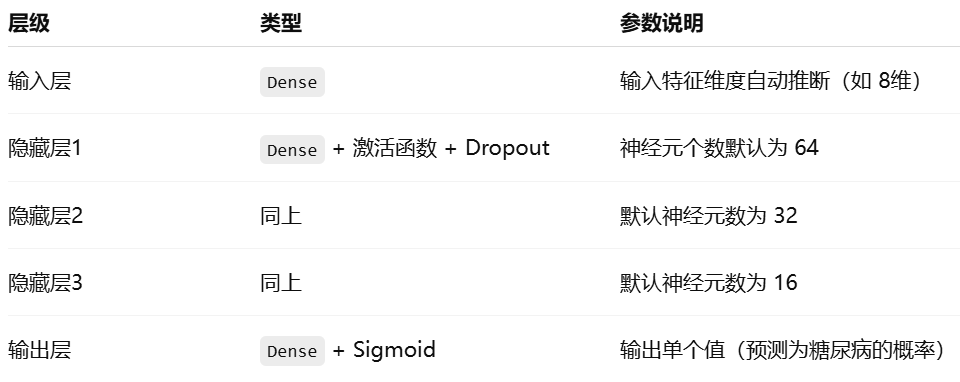 层级 类型 参数说明
输入层 Dense 输入特征维度自动推断（如 8维）
隐藏层1 Dense + 激活函数 + Dropout 神经元个数默认为 64
隐藏层2 同上 默认神经元数为 32
隐藏层3 同上 默认神经元数为 16
输出层 Dense + Sigmoid 输出单个值（预测为糖尿病的概率）